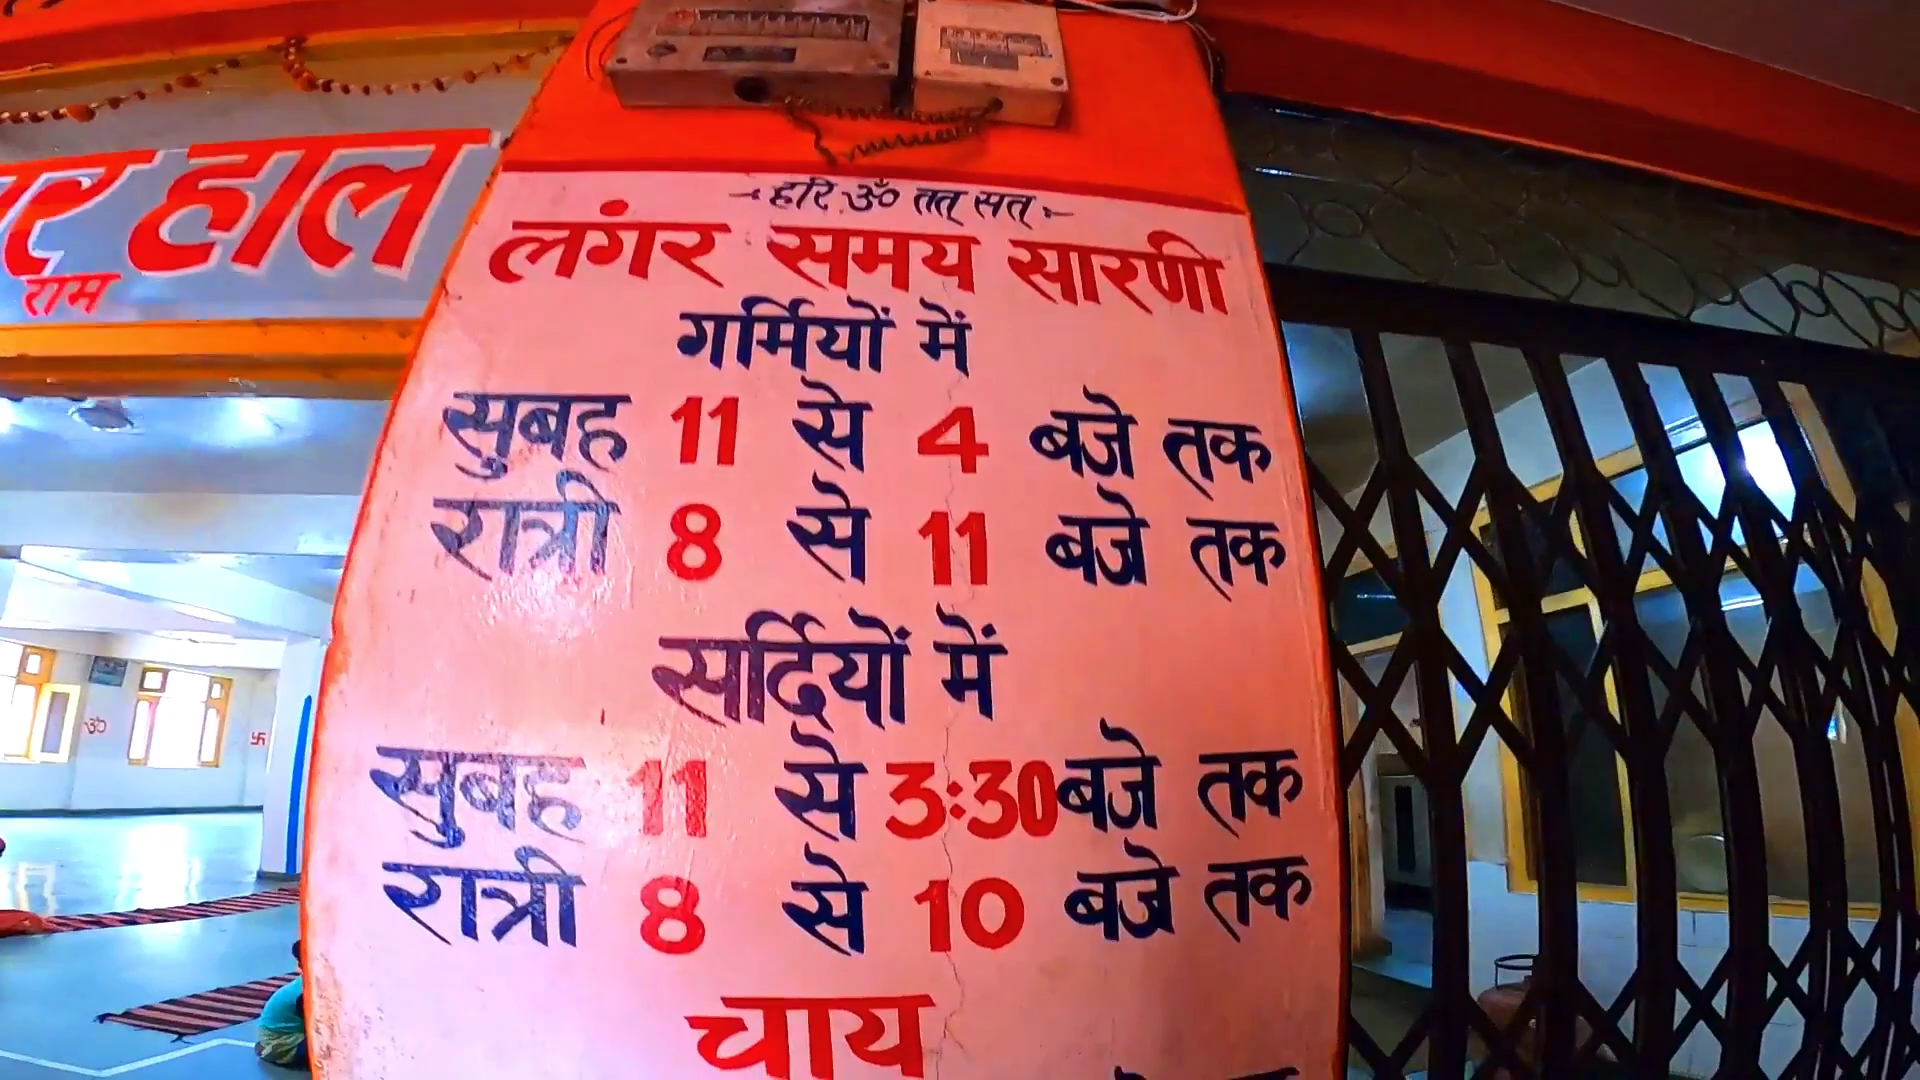 हाल
राम
हरि ॐ तत् सत्
लंगर समय सारणी
गर्मियों में
सुबह 11 से 4 बजे तक
रात्री 8 से 11 बजे तक
सर्दियों में
सुबह 11 से 3:30 बजे तक
रात्री 8 से 10 बजे तक
चाय
ॐ